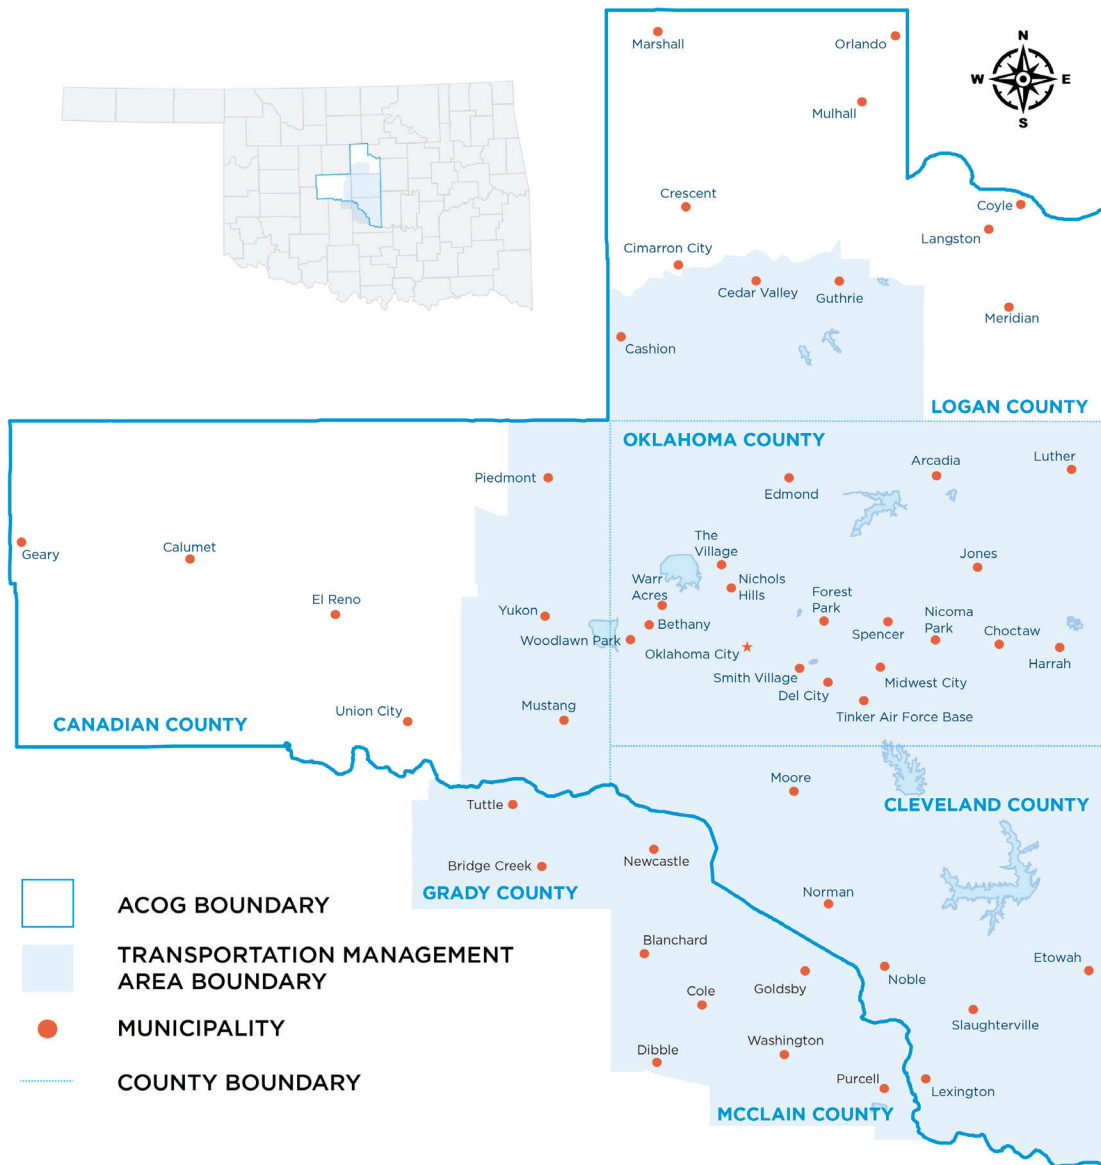 Marshall
Orlando
N
W
E
S
Mulhall
Crescent
Coyle
Langston
Cimarron City
Cedar Valley
Guthrie
Meridian
Cashion
LOGAN COUNTY
OKLAHOMA COUNTY
Piedmont
Edmond
Arcadia
Luther
Geary
Calumet
The
Village
Jones
El Reno
Yukon
Warr
Acres
Nichols
Hills
Forest
Park
Nicoma
Park
Woodlawn Park
Bethany
Spencer
Choctaw
Oklahoma City
Harrah
Smith Village
Del City
Midwest City
Union City
Mustang
Tinker Air Force Base
CANADIAN COUNTY
Moore
Tuttle
CLEVELAND COUNTY
Bridge Creek
Newcastle
GRADY COUNTY
Norman
Blanchard
Etowah
Goldsby
Noble
Cole
Slaughterville
Dibble
Washington
Purcell
Lexington
MCCLAIN COUNTY
ACOG BOUNDARY
TRANSPORTATION MANAGEMENT
AREA BOUNDARY
MUNICIPALITY
COUNTY BOUNDARY